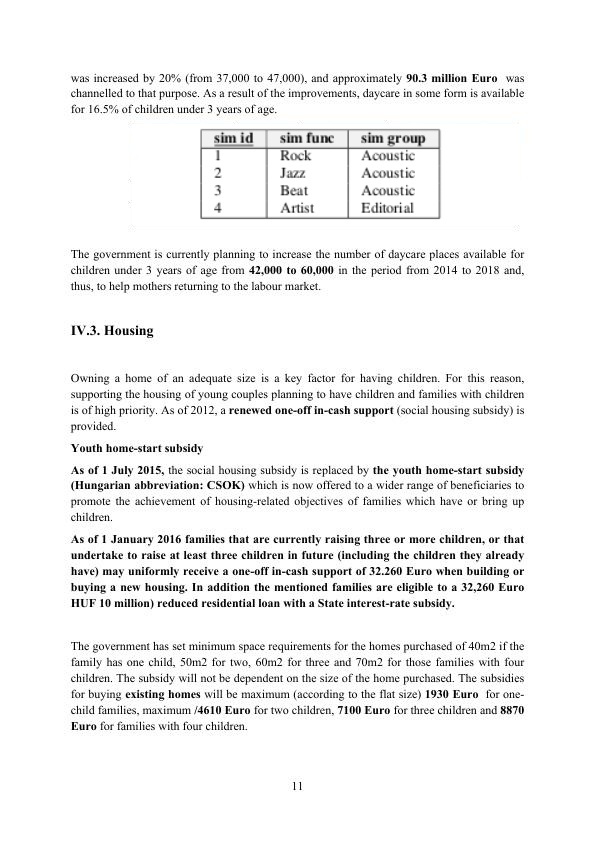 was increased by 20% (from 37,000 to 47,000), and approximately 90.3 million Euro was
channelled to that purpose. As a result of the improvements, daycare in some form is available
for 16.5% of children under 3 years of age.
sim id sim func sim group
1 Rock Acoustic
2 Jazz Acoustic
3 Beat Acoustic
4 Artist Editorial
The government is currently planning to increase the number of daycare places available for
children under 3 years of age from 42,000 to 60,000 in the period from 2014 to 2018 and,
thus, to help mothers returning to the labour market.
IV.3. Housing
Owning a home of an adequate size is a key factor for having children. For this reason,
supporting the housing of young couples planning to have children and families with children
is of high priority. As of 2012, a renewed one-off in-cash support (social housing subsidy) is
provided.
Youth home-start subsidy
As of 1 July 2015, the social housing subsidy is replaced by the youth home-start subsidy
(Hungarian abbreviation: CSOK) which is now offered to a wider range of beneficiaries to
promote the achievement of housing-related objectives of families which have or bring up
children.
As of 1 January 2016 families that are currently raising three or more children, or that
undertake to raise at least three children in future (including the children they already
have) may uniformly receive a one-off in-cash support of 32.260 Euro when building or
buying a new housing. In addition the mentioned families are eligible to a 32,260 Euro
HUF 10 million) reduced residential loan with a State interest-rate subsidy.
The government has set minimum space requirements for the homes purchased of 40m2 if the
family has one child, 50m2 for two, 60m2 for three and 70m2 for those families with four
children. The subsidy will not be dependent on the size of the home purchased. The subsidies
for buying existing homes will be maximum (according to the flat size) 1930 Euro for one-
child families, maximum /4610 Euro for two children, 7100 Euro for three children and 8870
Euro for families with four children.
11